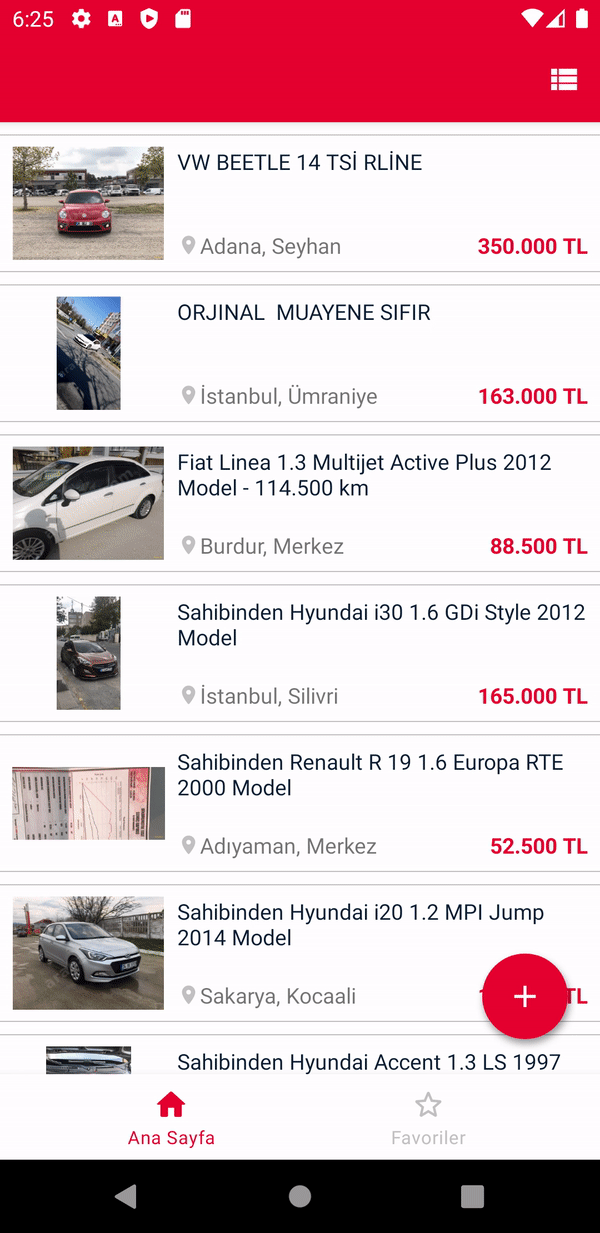 6:25
VW BEETLE 14 TSİ RLİNE
Adana, Seyhan
350.000 TL
ORJINAL  MUAYENE SIFIR
İstanbul, Ümraniye
163.000 TL
Fiat Linea 1.3 Multijet Active Plus 2012
Model - 114.500 km
Burdur, Merkez
88.500 TL
Sahibinden Hyundai i30 1.6 GDi Style 2012
Model
İstanbul, Silivri
165.000 TL
Sahibinden Renault R 19 1.6 Europa RTE
2000 Model
Adıyaman, Merkez
52.500 TL
Sahibinden Hyundai i20 1.2 MPI Jump
2014 Model
Sakarya, Kocaali
TL
Sahibinden Hyundai Accent 1.3 LS 1997
Ana Sayfa
Favoriler